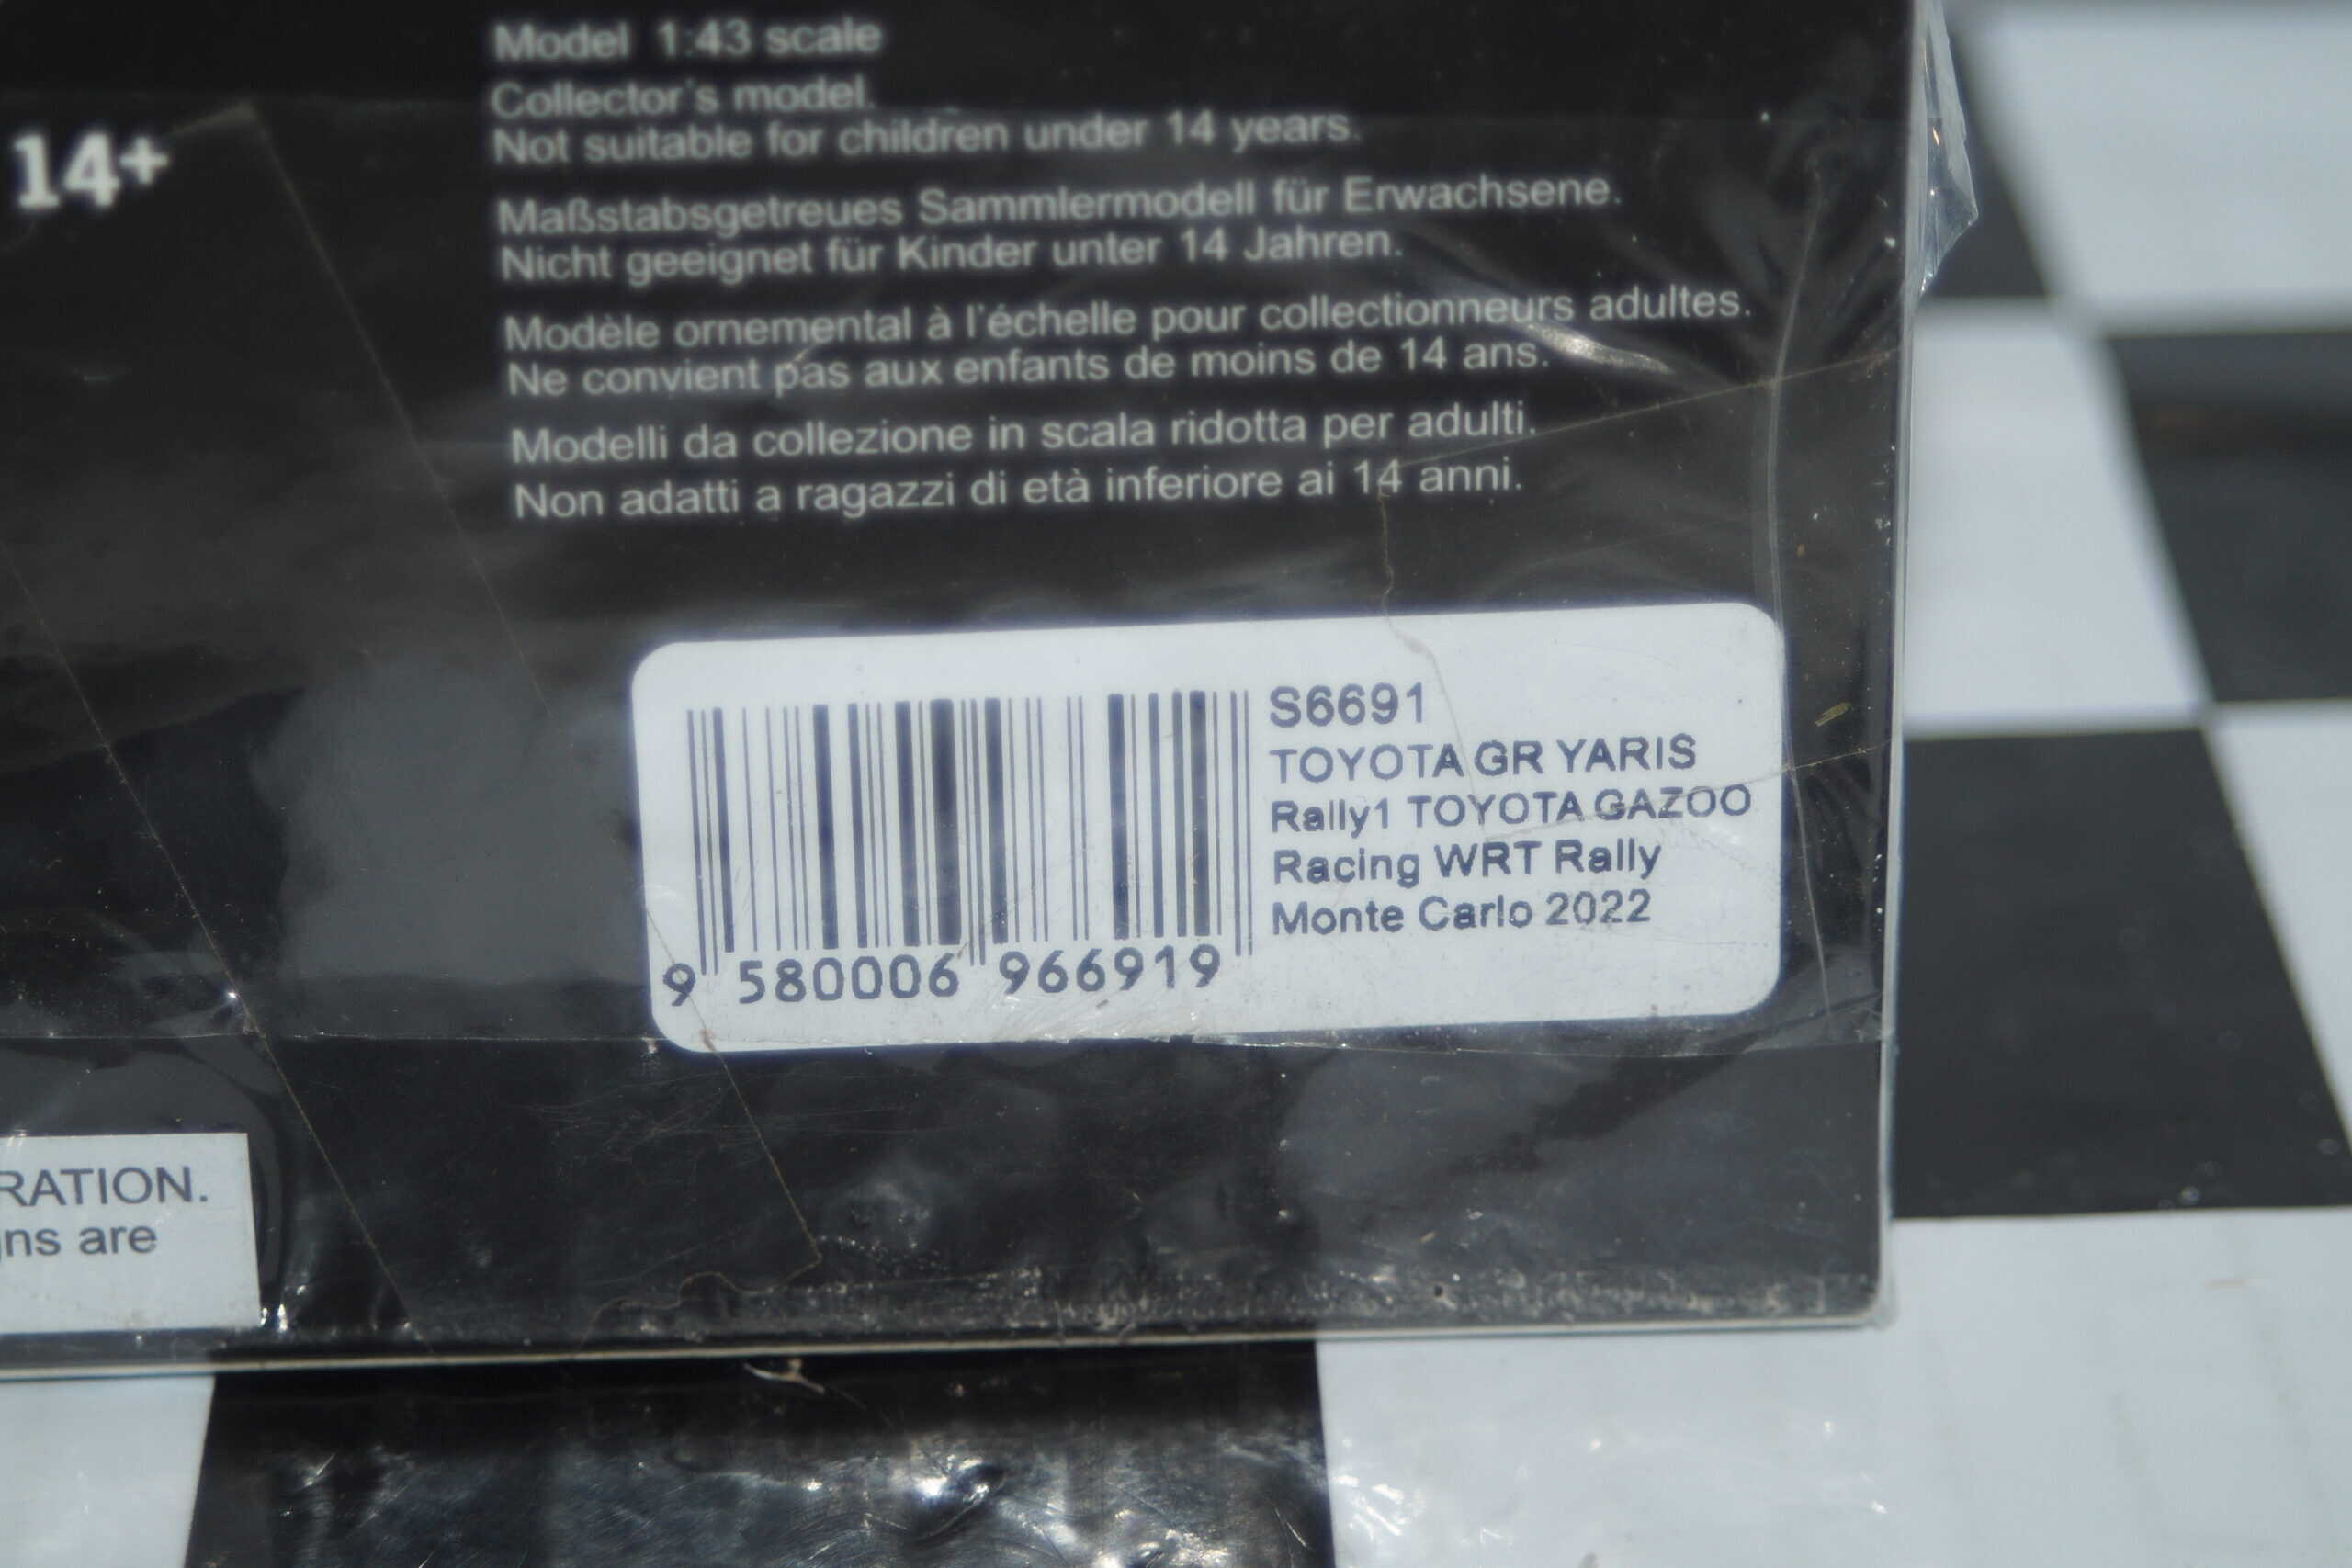 14+
Model 1:43 scale
Collector's model.
Not suitable for children under 14 years.
Maßstabsgetreues Sammlermodell für Erwachsene.
Nicht geeignet für Kinder unter 14 Jahren.
Modèle ornemental à l'échelle pour collectionneurs adultes.
Ne convient pas aux enfants de moins de 14 ans.
Modelli da collezione in scala ridotta per adulti.
Non adatti a ragazzi di età inferiore ai 14 anni.
S6691
TOYOTA GR YARIS
Rally1 TOYOTA GAZOO
Racing WRT Rally
Monte Carlo 2022
9 580006 966919
RATION.
gns are